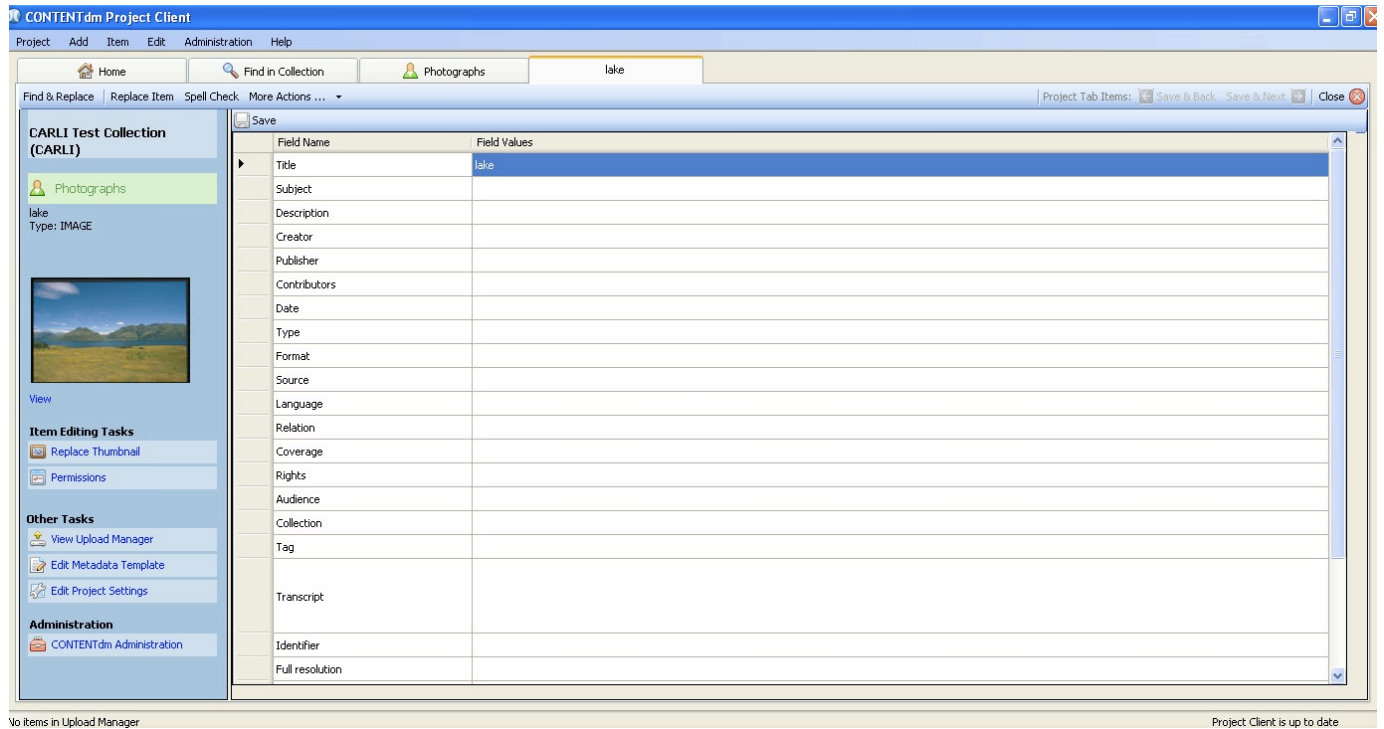 CONTENTdm Project Client
Project Add Item Edit Administration Help
Home Find in Collection Photographs lake
Find & Replace Replace Item Spell Check More Actions ... Project Tab Items: Save & Back Save & Next Close
CARLI Test Collection
(CARLI)
Photographs
lake
Type: IMAGE
View
Item Editing Tasks
Replace Thumbnail
Permissions
Other Tasks
View Upload Manager
Edit Metadata Template
Edit Project Settings
Administration
CONTENTdm Administration
Save
Field Name Field Values
Title lake
Subject
Description
Creator
Publisher
Contributors
Date
Type
Format
Source
Language
Relation
Coverage
Rights
Audience
Collection
Tag
Transcript
Identifier
Full resolution
No items in Upload Manager Project Client is up to date